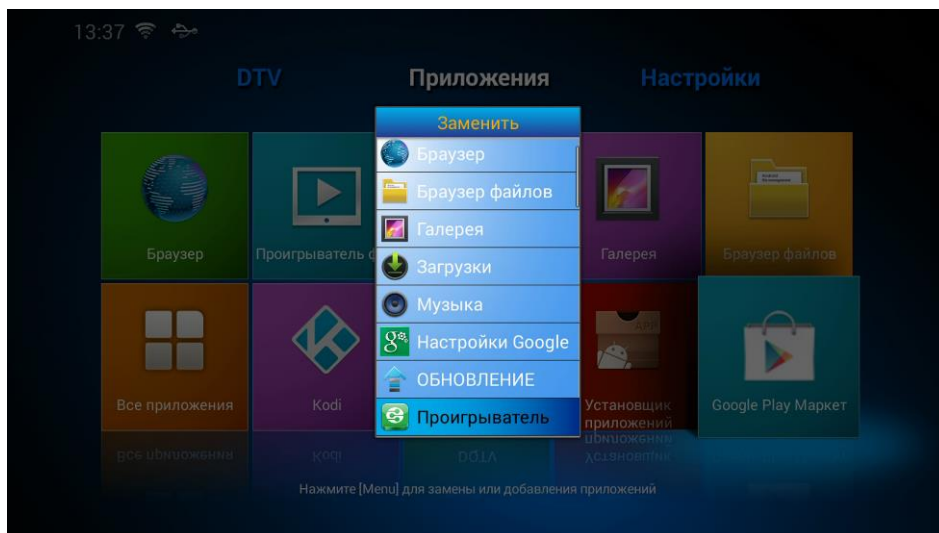 13:37
DTV Приложения Настройки
Заменить
Браузер
Браузер файлов
Галерея
Загрузки
Музыка
Настройки Google
ОБНОВЛЕНИЕ
Проигрыватель
Браузер
Проигрыватель ф
Галерея
Браузер файлов
Все приложения
Kodi
APP
Установщик
приложений
Google Play Маркет
Нажмите [Menu] для замены или добавления приложений